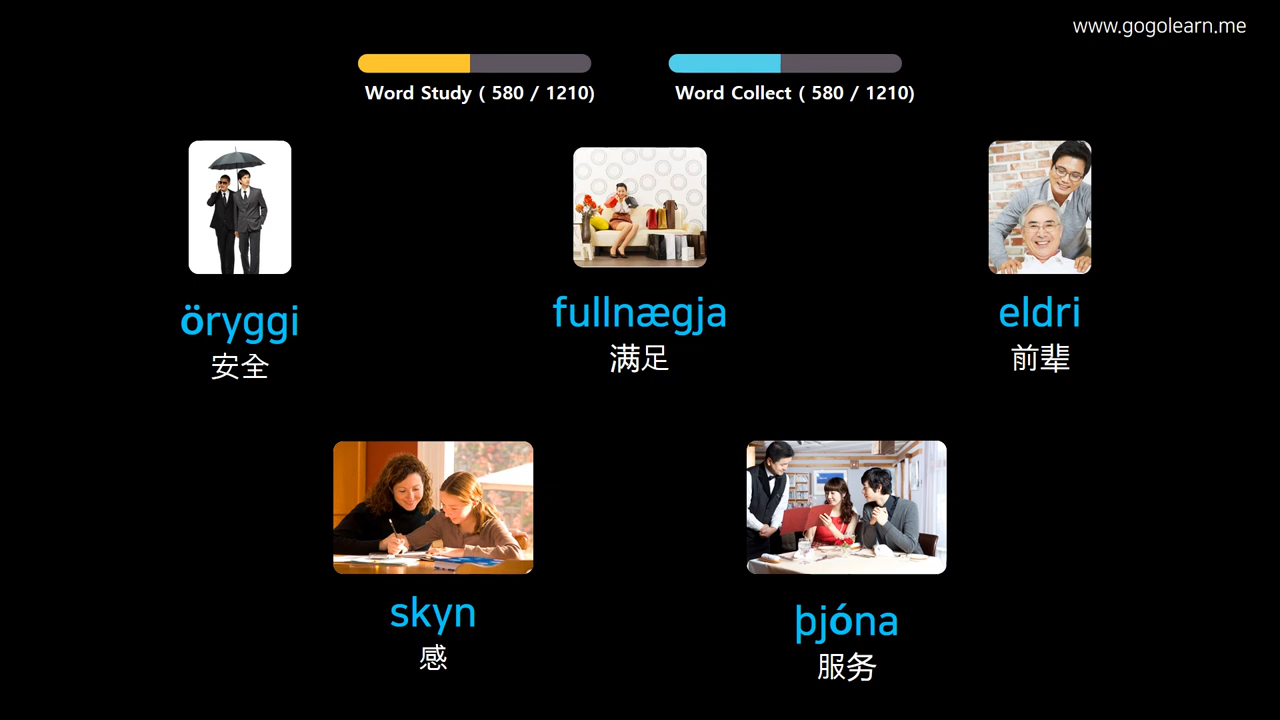 www.gogolearn.me
Word Study ( 580 / 1210)
Word Collect ( 580 / 1210)
öryggi
安全
fullnægja
满足
eldri
前辈
skyn
感
þjóna
服务